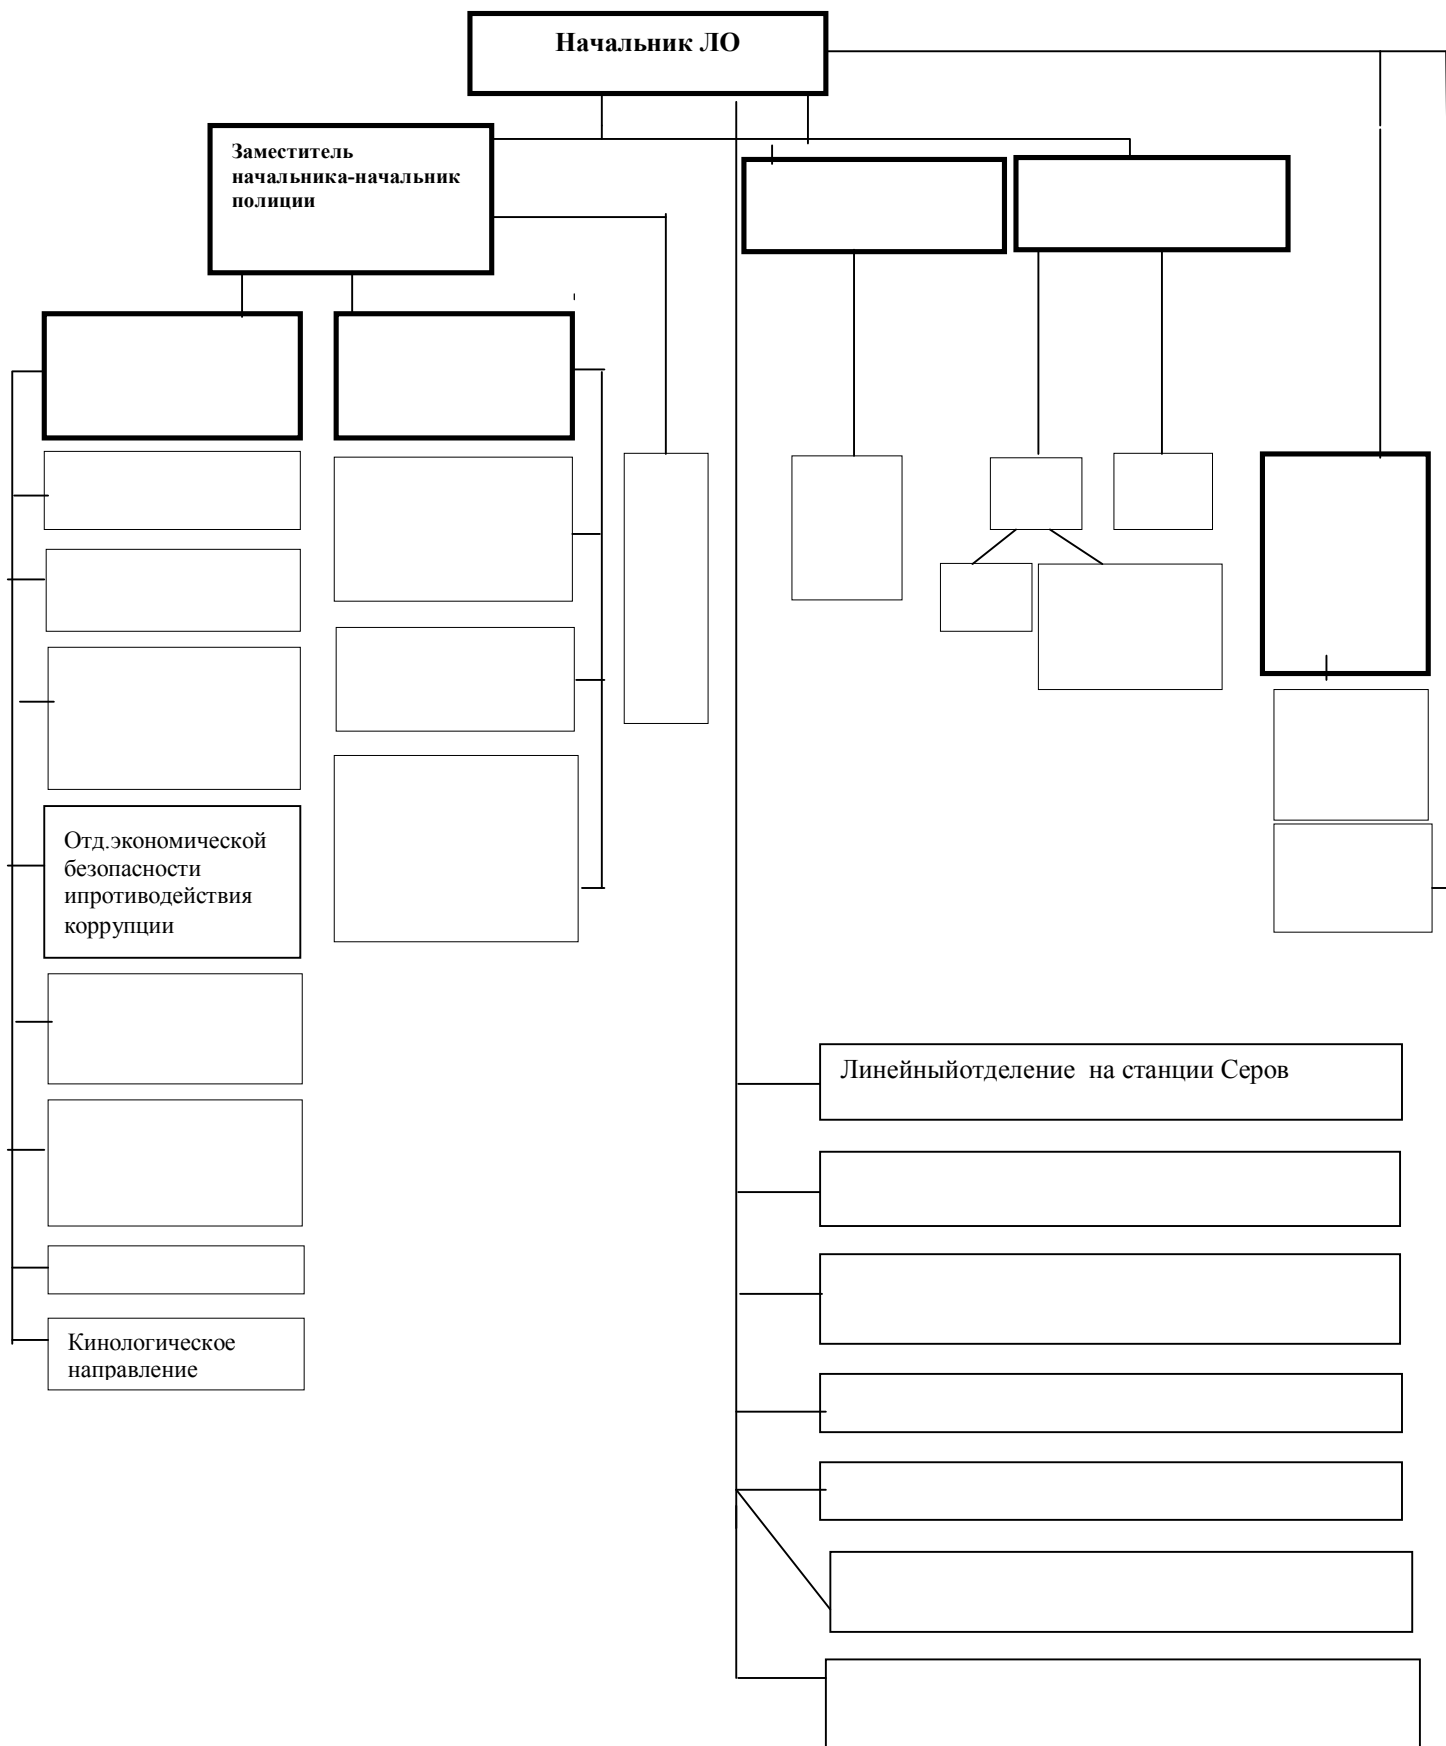 Начальник ЛО
Заместитель
начальника-начальник
полиции
Отд.экономической
безопасности
ипротиводействия
коррупции
Линейныйотделение  на станции Серов
Кинологическое
направление